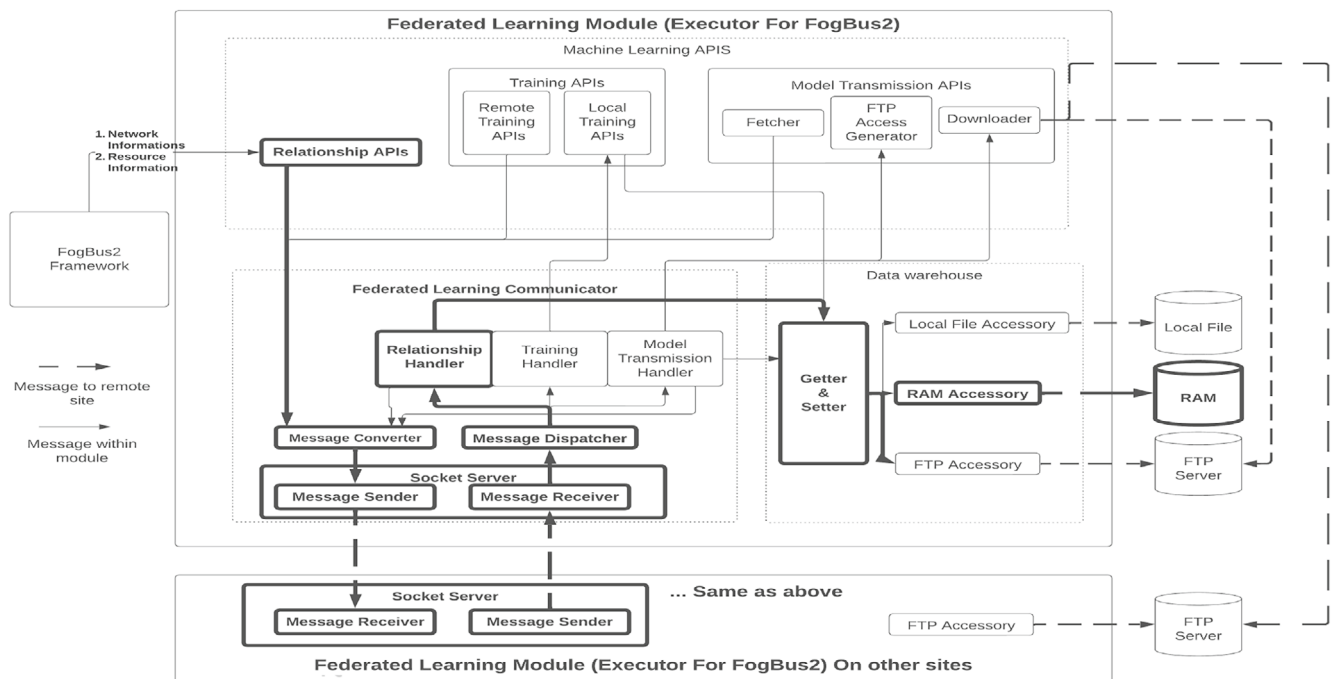 Federated Learning Module (Executor For FogBus2)
Machine Learning APIS
Training APIs
Remote
Training
APIs
Local
Training
APIs
Model Transmission APIs
Fetcher
FTP
Access
Generator
Downloader
1. Network
Informations
2. Resource
Information
Relationship APIs
FogBus2
Framework
Federated Learning Communicator
Relationship
Handler
Training
Handler
Model
Transmission
Handler
Message Converter
Message Dispatcher
Socket Server
Message Sender
Message Receiver
Data warehouse
Getter
&
Setter
Local File Accessory
RAM Accessory
FTP Accessory
Local File
RAM
FTP
Server
Message to remote
site
Message within
module
Socket Server
Message Receiver
Message Sender
... Same as above
FTP Accessory
FTP
Server
Federated Learning Module (Executor For FogBus2) On other sites